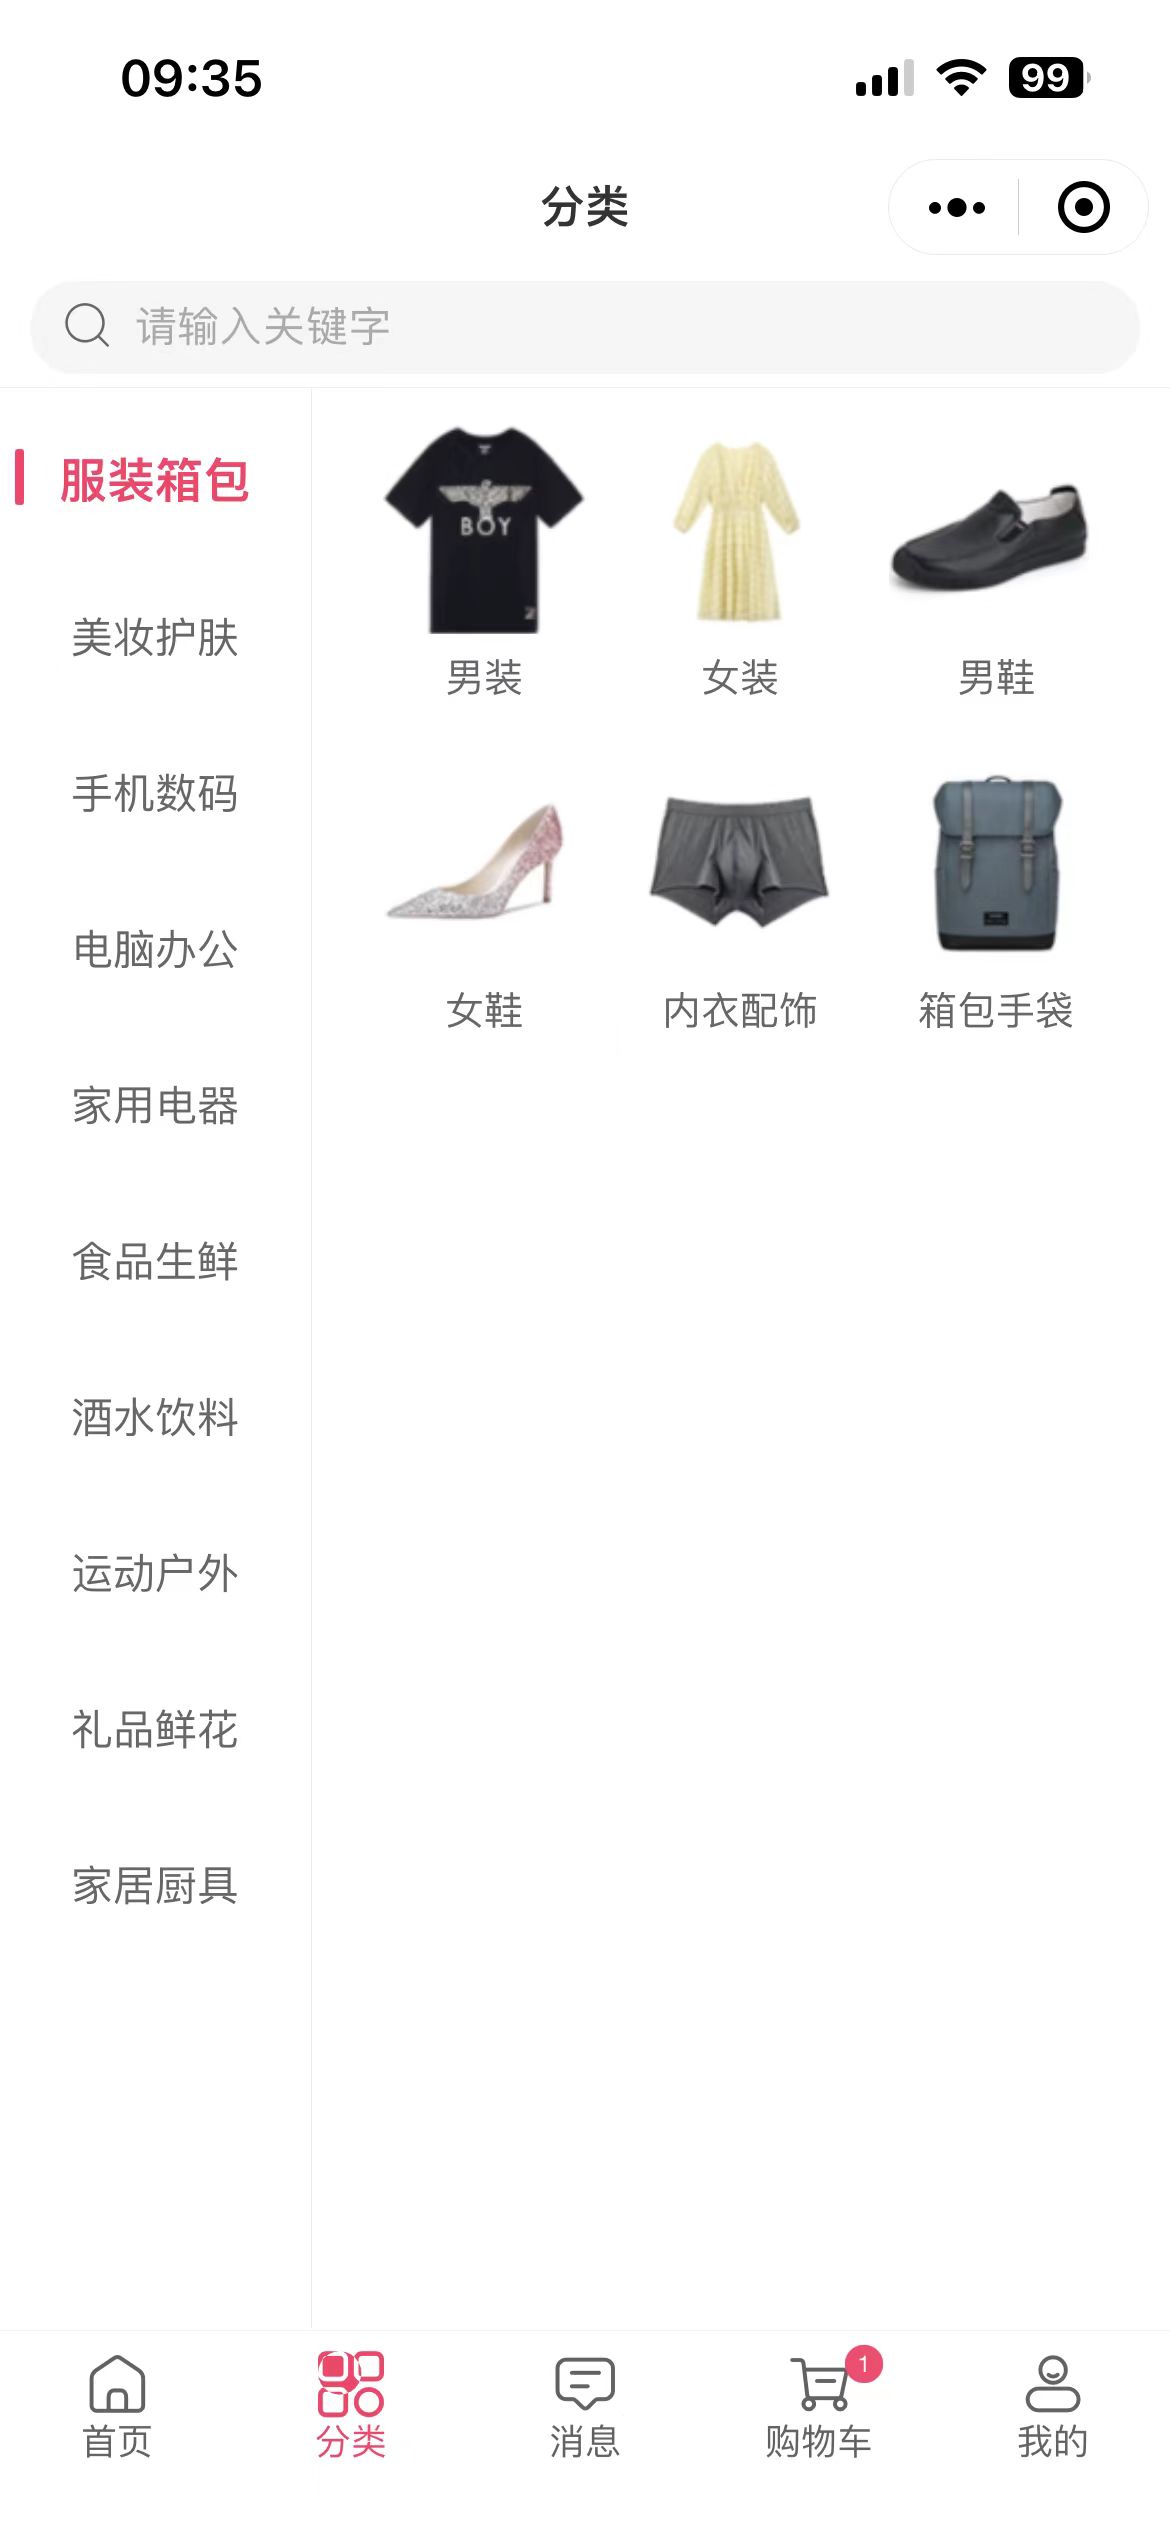 09:35
99
分类
请输入关键字
服装箱包
美妆护肤
手机数码
电脑办公
家用电器
食品生鲜
酒水饮料
运动户外
礼品鲜花
家居厨具
BOY
男装
女装
男鞋
女鞋
内衣配饰
箱包手袋
首页
分类
消息
1
购物车
我的